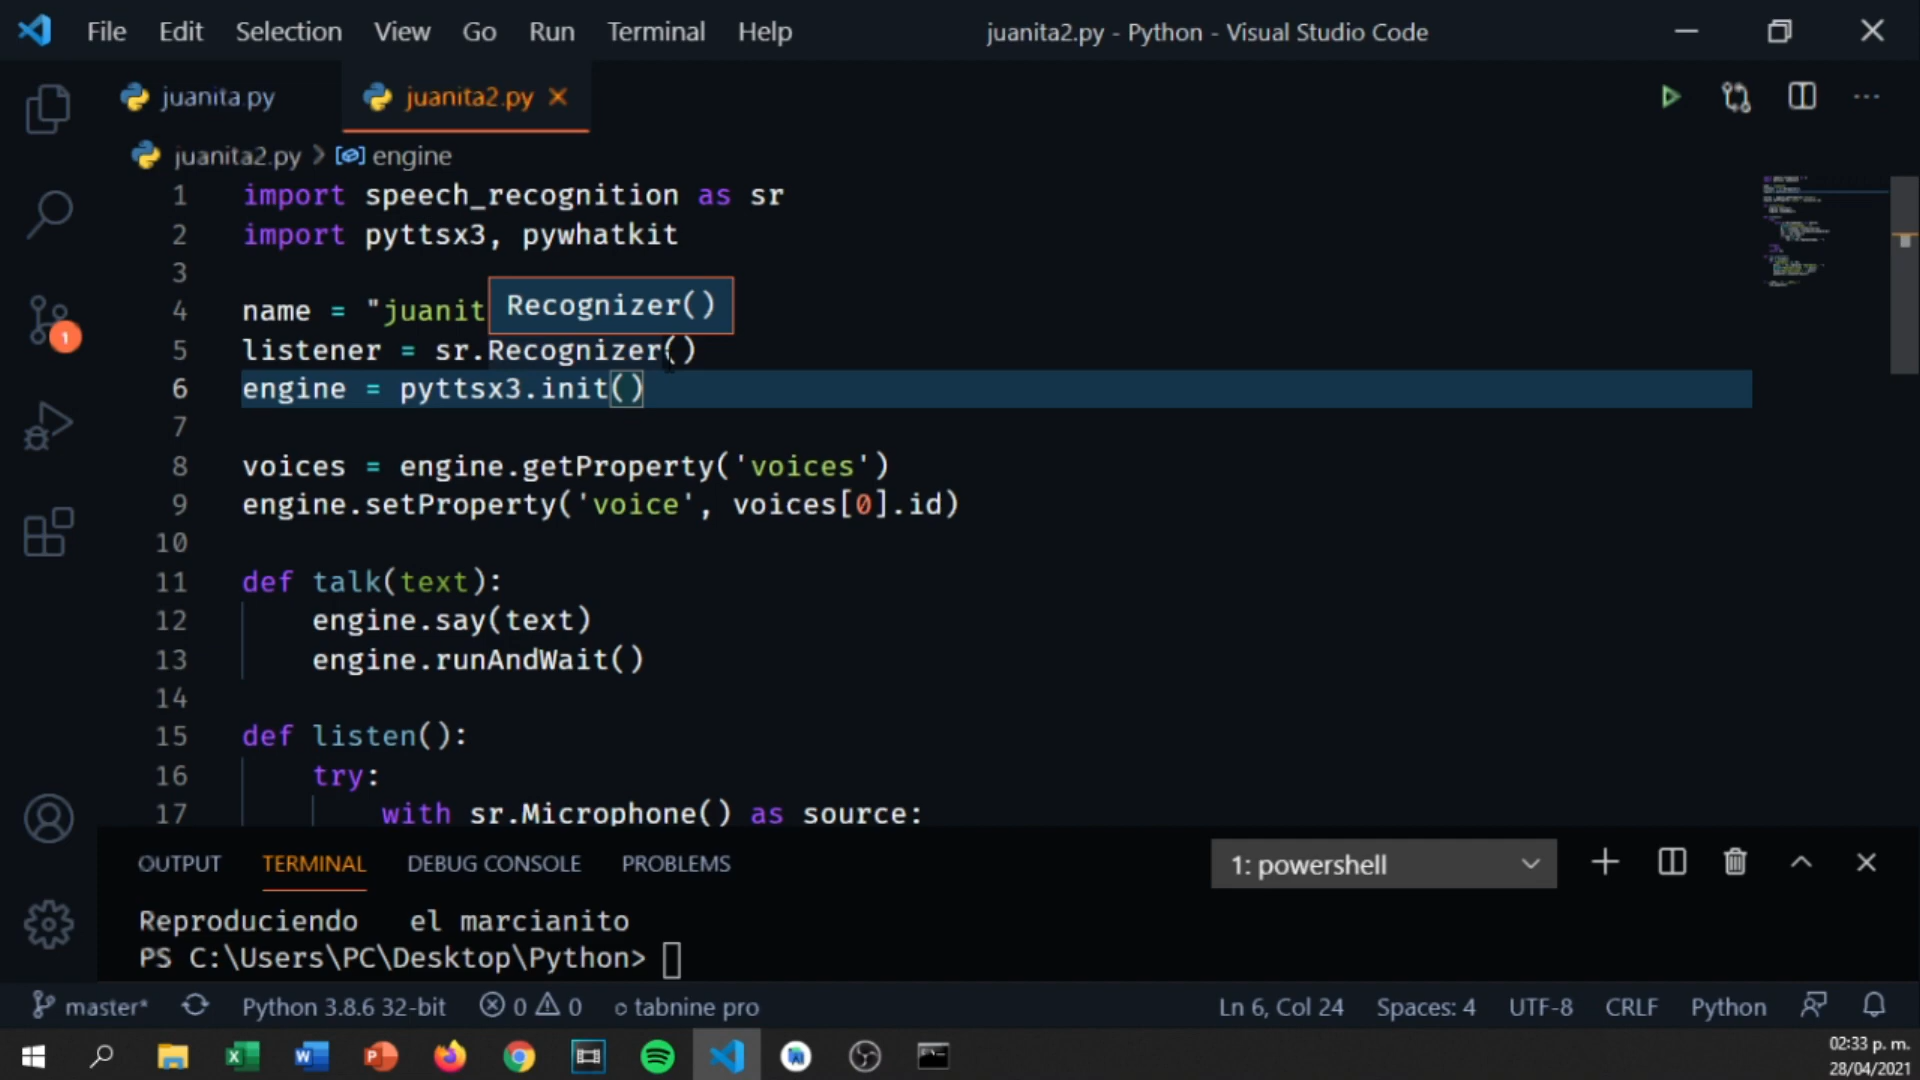 File Edit Selection View Go Run Terminal Help juanita2.py - Python - Visual Studio Code
juanita.py juanita2.py
juanita2.py > engine
1 import speech_recognition as sr
2 import pyttsx3, pywhatkit
3
Recognizer()
4 name = "juanit
5 listener = sr.Recognizer()
6 engine = pyttsx3.init()
7
8 voices = engine.getProperty('voices')
9 engine.setProperty('voice', voices[0].id)
10
11 def talk(text):
12 engine.say(text)
13 engine.runAndWait()
14
15 def listen():
16 try:
17 with sr.Microphone() as source:
OUTPUT TERMINAL DEBUG CONSOLE PROBLEMS 1: powershell
Reproduciendo el marcianito
PS C:\Users\PC\Desktop\Python>
master* Python 3.8.6 32-bit 0 0 tabnine pro Ln 6, Col 24 Spaces: 4 UTF-8 CRLF Python
02:33 p. m.
28/04/2021